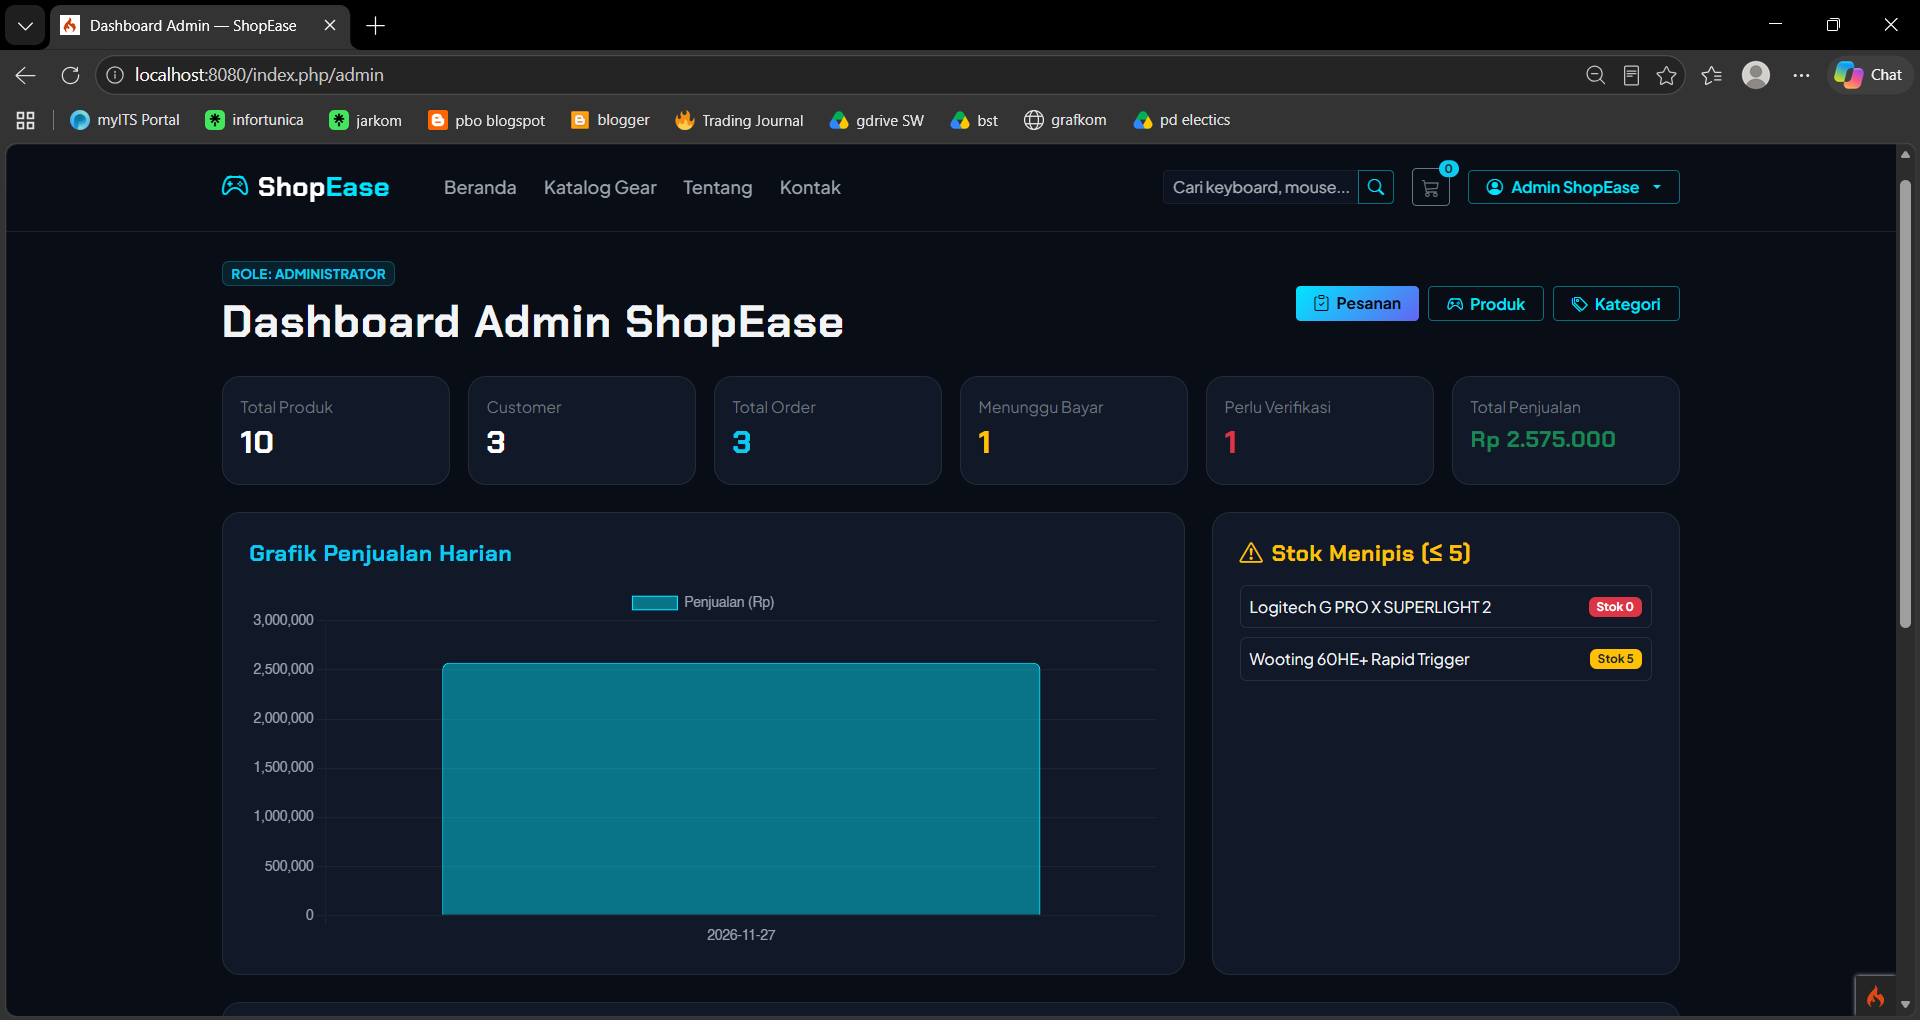 Dashboard Admin — ShopEase
localhost:8080/index.php/admin
Chat
myITS Portal
infortunica
jarkom
pbo blogspot
blogger
Trading Journal
gdrive SW
bst
grafkom
pd electics
ShopEase
Beranda
Katalog Gear
Tentang
Kontak
Cari keyboard, mouse...
0
Admin ShopEase
ROLE: ADMINISTRATOR
Dashboard Admin ShopEase
Pesanan
Produk
Kategori
Total Produk
10
Customer
3
Total Order
3
Menunggu Bayar
1
Perlu Verifikasi
1
Total Penjualan
Rp 2.575.000
Grafik Penjualan Harian
Penjualan (Rp)
3,000,000
2,500,000
2,000,000
1,500,000
1,000,000
500,000
0
2026-11-27
Stok Menipis (≤ 5)
Logitech G PRO X SUPERLIGHT 2
Stok 0
Wooting 60HE+ Rapid Trigger
Stok 5